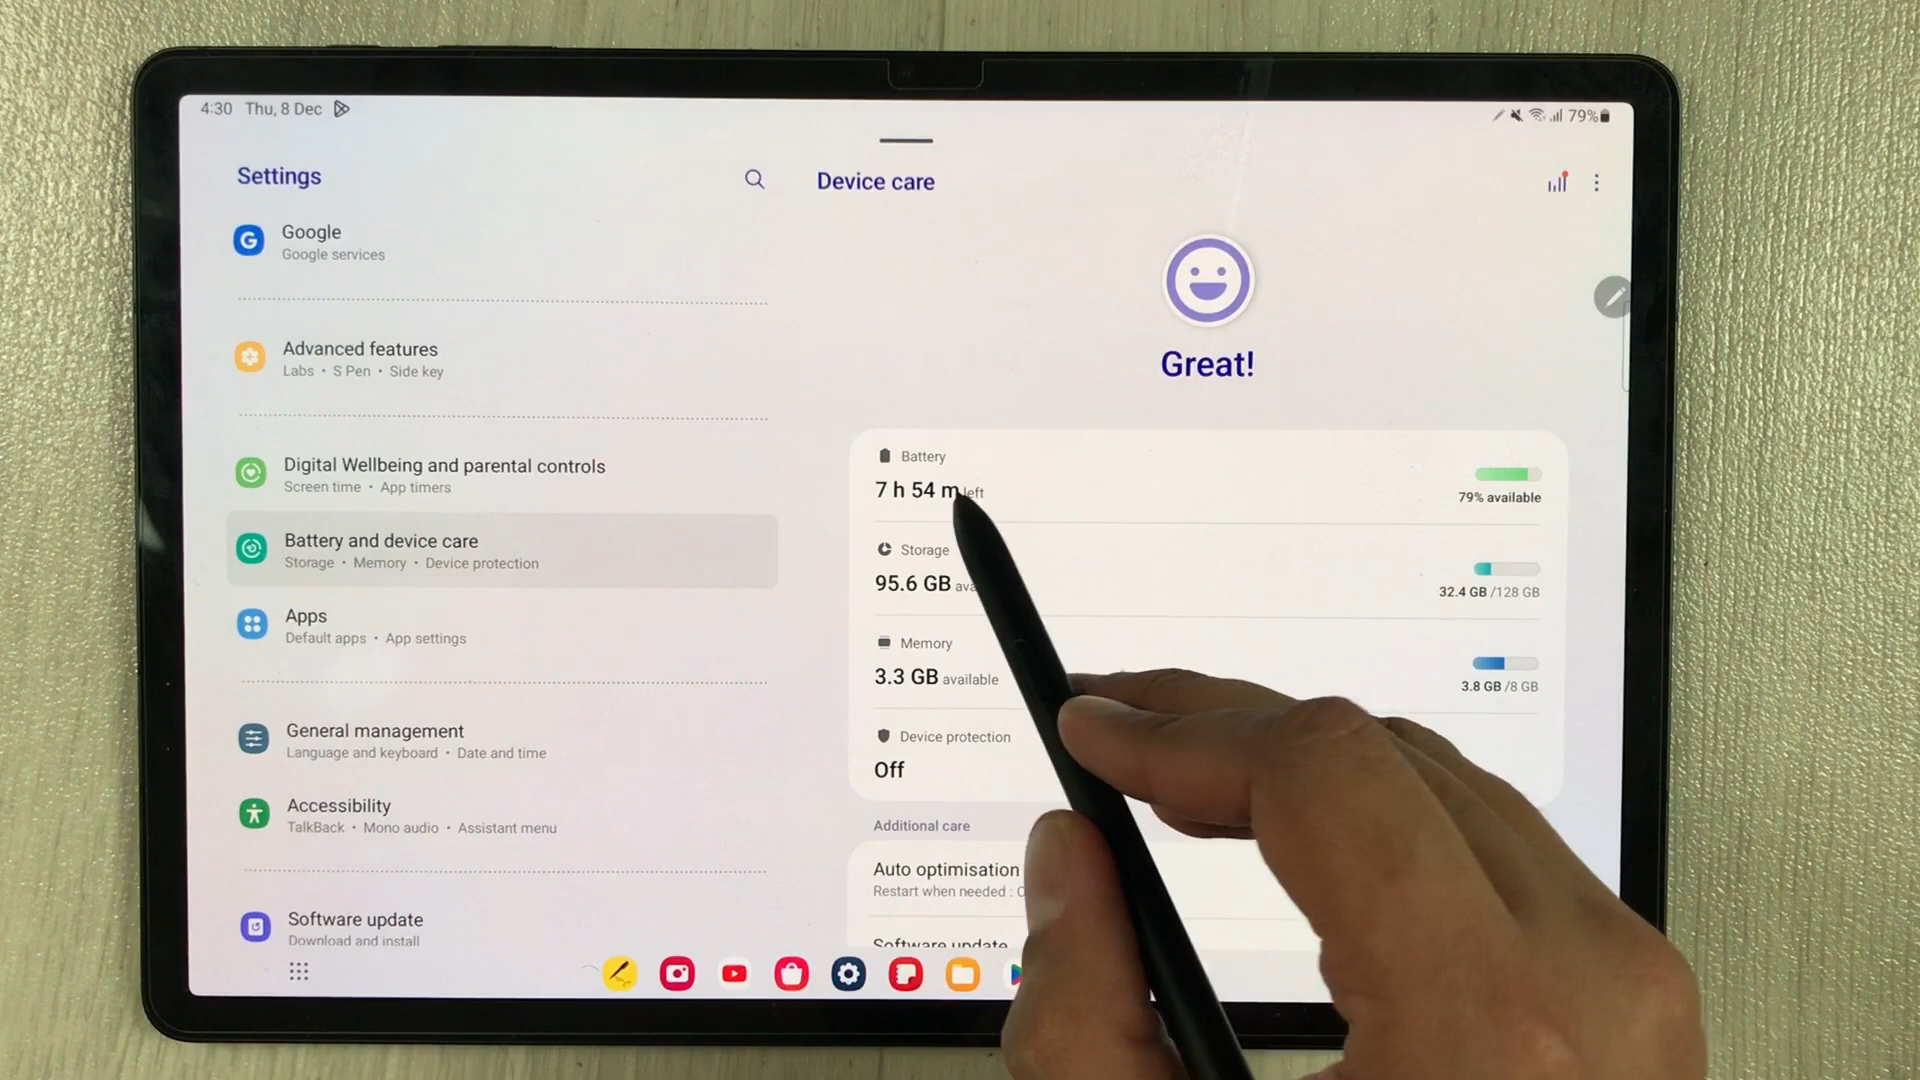 4:30 Thu, 8 Dec
79%
Settings
Google
Google services
Advanced features
Labs • S Pen • Side key
Digital Wellbeing and parental controls
Screen time • App timers
Battery and device care
Storage • Memory • Device protection
Apps
Default apps • App settings
General management
Language and keyboard • Date and time
Accessibility
TalkBack • Mono audio • Assistant menu
Software update
Download and install
Device care
Great!
Battery
7 h 54 m left
79% available
Storage
95.6 GB
32.4 GB /128 GB
Memory
3.3 GB available
3.8 GB /8 GB
Device protection
Off
Additional care
Auto optimisation
Restart when needed :
Software update